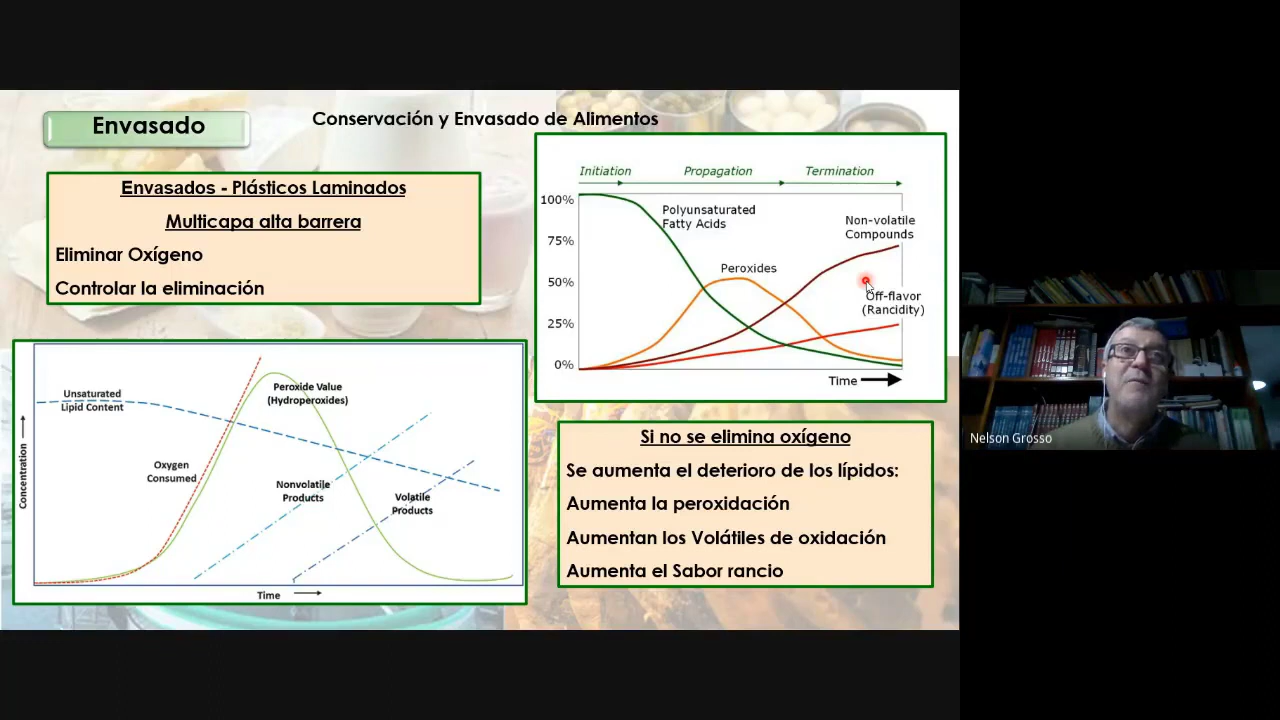 Envasado
Conservación y Envasado de Alimentos
Envasados - Plásticos Laminados
Multicapa alta barrera
Eliminar Oxígeno
Controlar la eliminación
Initiation
Propagation
Termination
100%
75%
50%
25%
0%
Polyunsaturated
Fatty Acids
Peroxides
Non-volatile
Compounds
Off-flavor
(Rancidity)
Time
Concentration
Unsaturated
Lipid Content
Peroxide Value
(Hydroperoxides)
Oxygen
Consumed
Nonvolatile
Products
Volatile
Products
Time
Si no se elimina oxígeno
Se aumenta el deterioro de los lípidos:
Aumenta la peroxidación
Aumentan los Volátiles de oxidación
Aumenta el Sabor rancio
Nelson Grosso